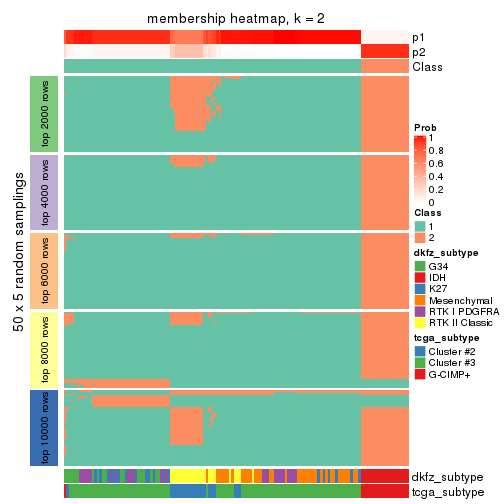 membership heatmap, k = 2
p1
p2
Class
50 x 5 random samplings
top 2000 rows
top 4000 rows
top 6000 rows
top 8000 rows
top 10000 rows
dkfz_subtype
tcga_subtype
Prob
1
0.8
0.6
0.4
0.2
0
Class
1
2
dkfz_subtype
G34
IDH
K27
Mesenchymal
RTK I PDGFRA
RTK II Classic
tcga_subtype
Cluster #2
Cluster #3
G-CIMP+